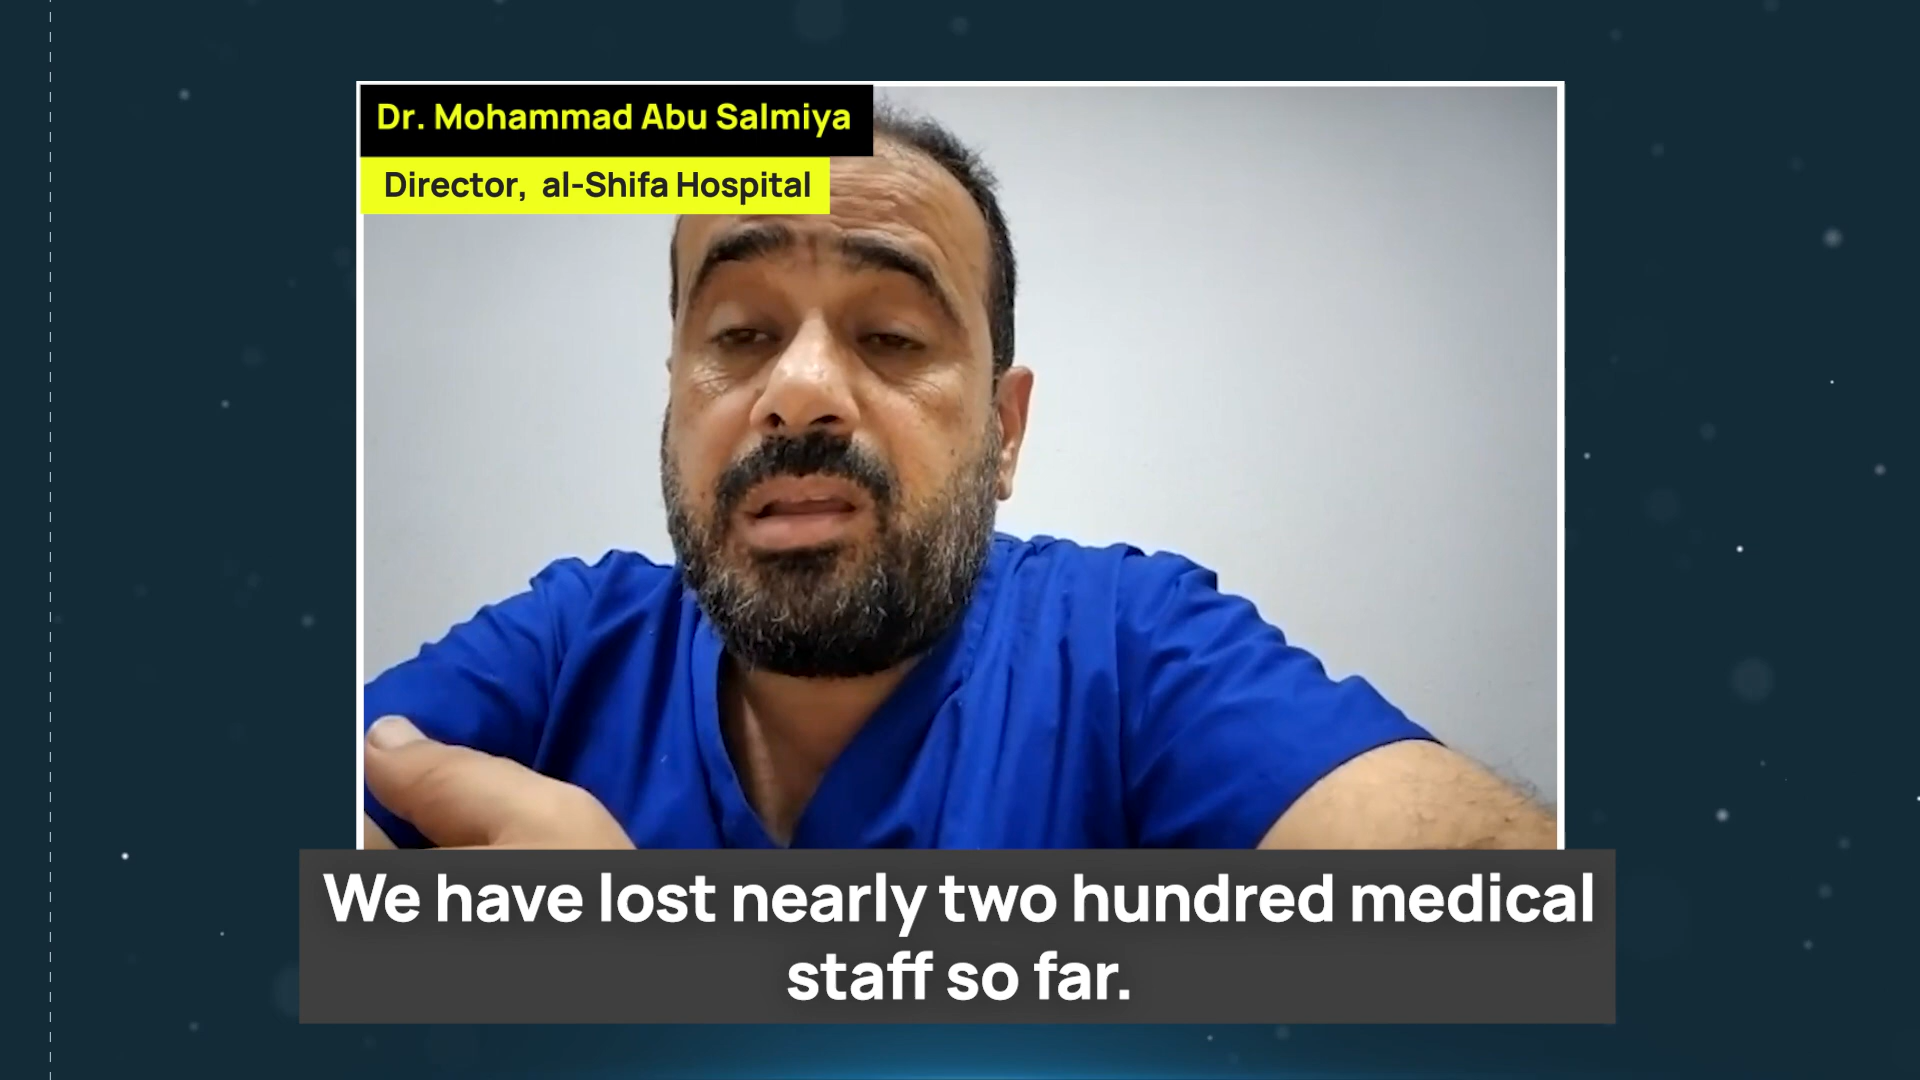 Dr. Mohammad Abu Salmiya
Director, al-Shifa Hospital
We have lost nearly two hundred medical
staff so far.